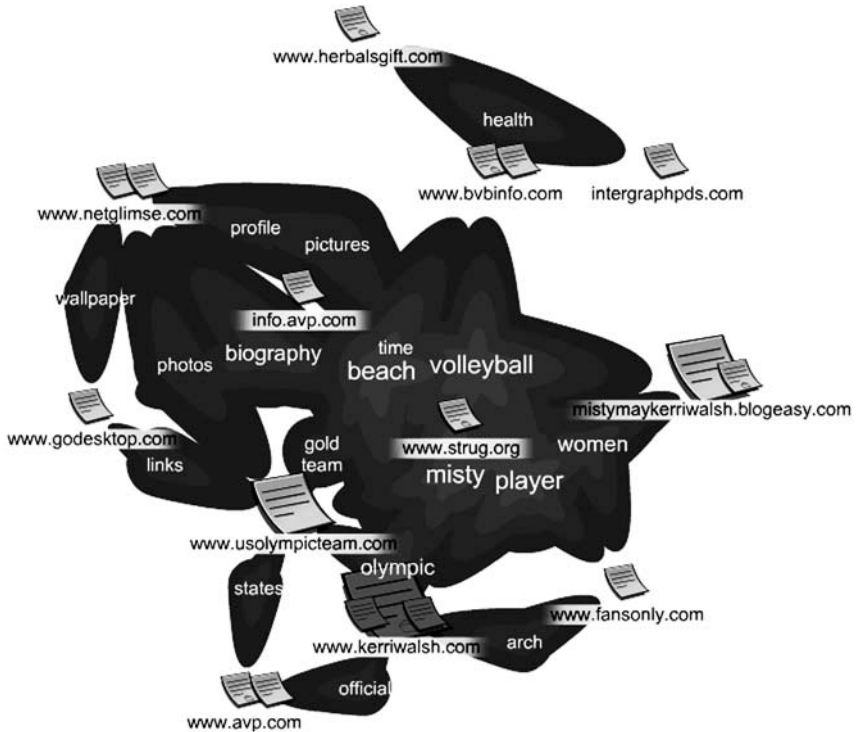 www.herbalsgift.com
health
www.bvbinfo.com
intergraphpds.com
www.netglimse.com
profile
pictures
wallpaper
info.avp.com
photos
biography
time
beach
volleyball
mistymaykerriwalsh.blogeasy.com
www.godesktop.com
links
gold
team
www.strug.org
women
misty
player
www.usolympicteam.com
olympic
states
www.fansonly.com
www.kerriwalsh.com
arch
official
www.avp.com